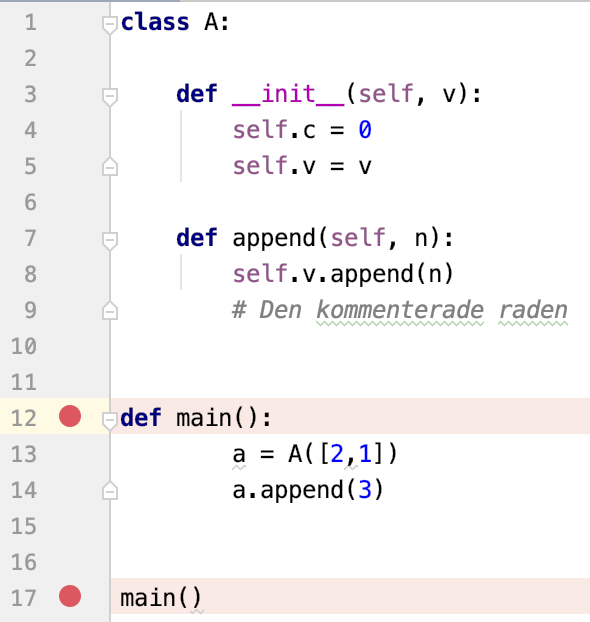 1 class A:
2
3     def __init__(self, v):
4         self.c = 0
5         self.v = v
6
7     def append(self, n):
8         self.v.append(n)
9         # Den kommenterade raden
10
11
12 def main():
13         a = A([2,1])
14         a.append(3)
15
16
17 main()